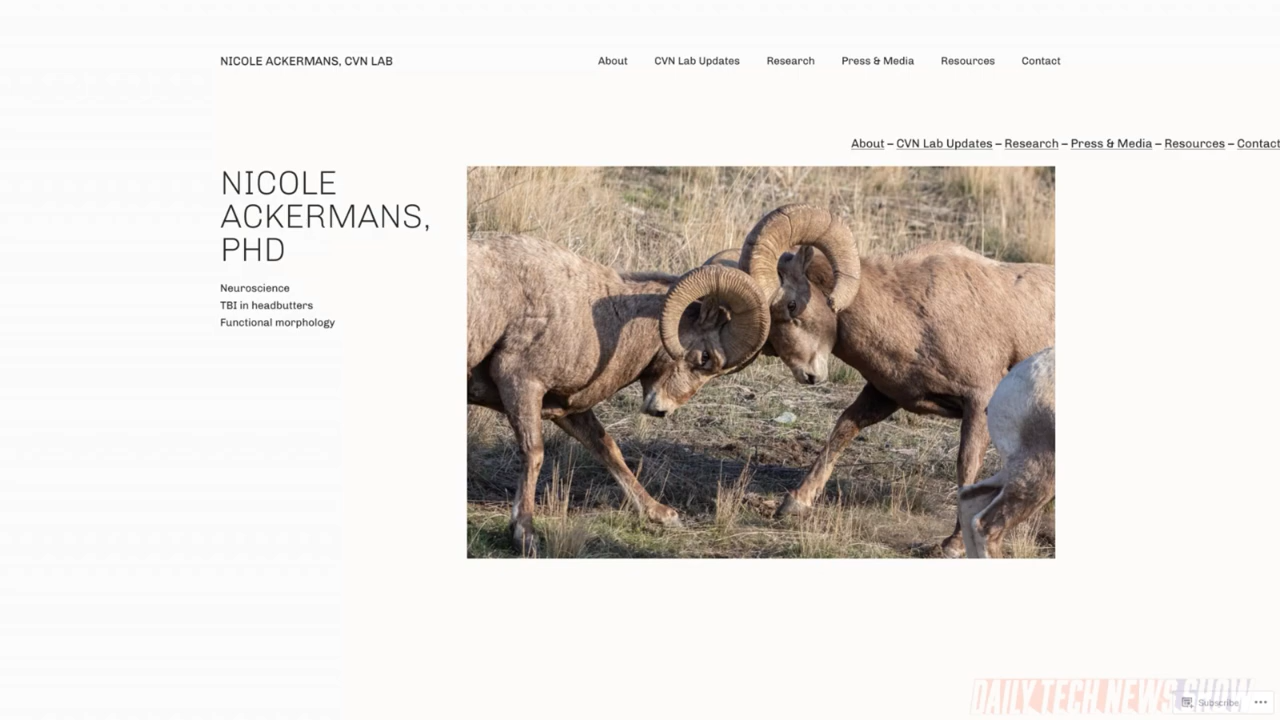 NICOLE ACKERMANS, CVN LAB
About CVN Lab Updates Research Press & Media Resources Contact
About – CVN Lab Updates – Research – Press & Media – Resources – Contact
NICOLE
ACKERMANS,
PHD
Neuroscience
TBI in headbutters
Functional morphology
DAILY TECH NEWS SHOW
Subscribe